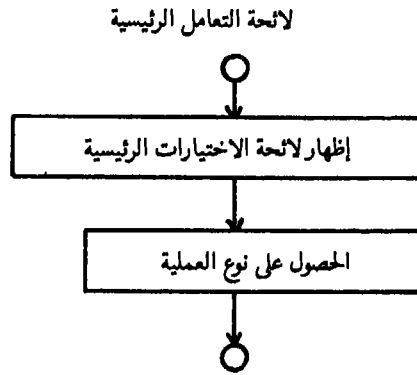 لائحة التعامل الرئيسية
إظهار لائحة الاختيارات الرئيسية
الحصول على نوع العملية